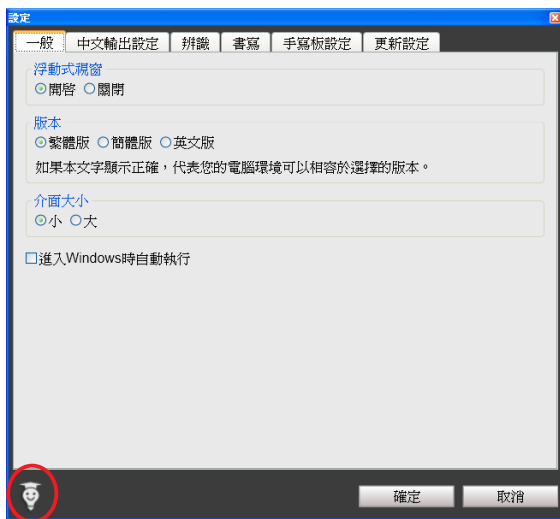 設定
一般 中文輸出設定 辨識 書寫 手寫板設定 更新設定
浮動式視窗
開啓 關閉
版本
繁體版 簡體版 英文版
如果本文字顯示正確，代表您的電腦環境可以相容於選擇的版本。
介面大小
小 大
進入Windows時自動執行
確定 取消